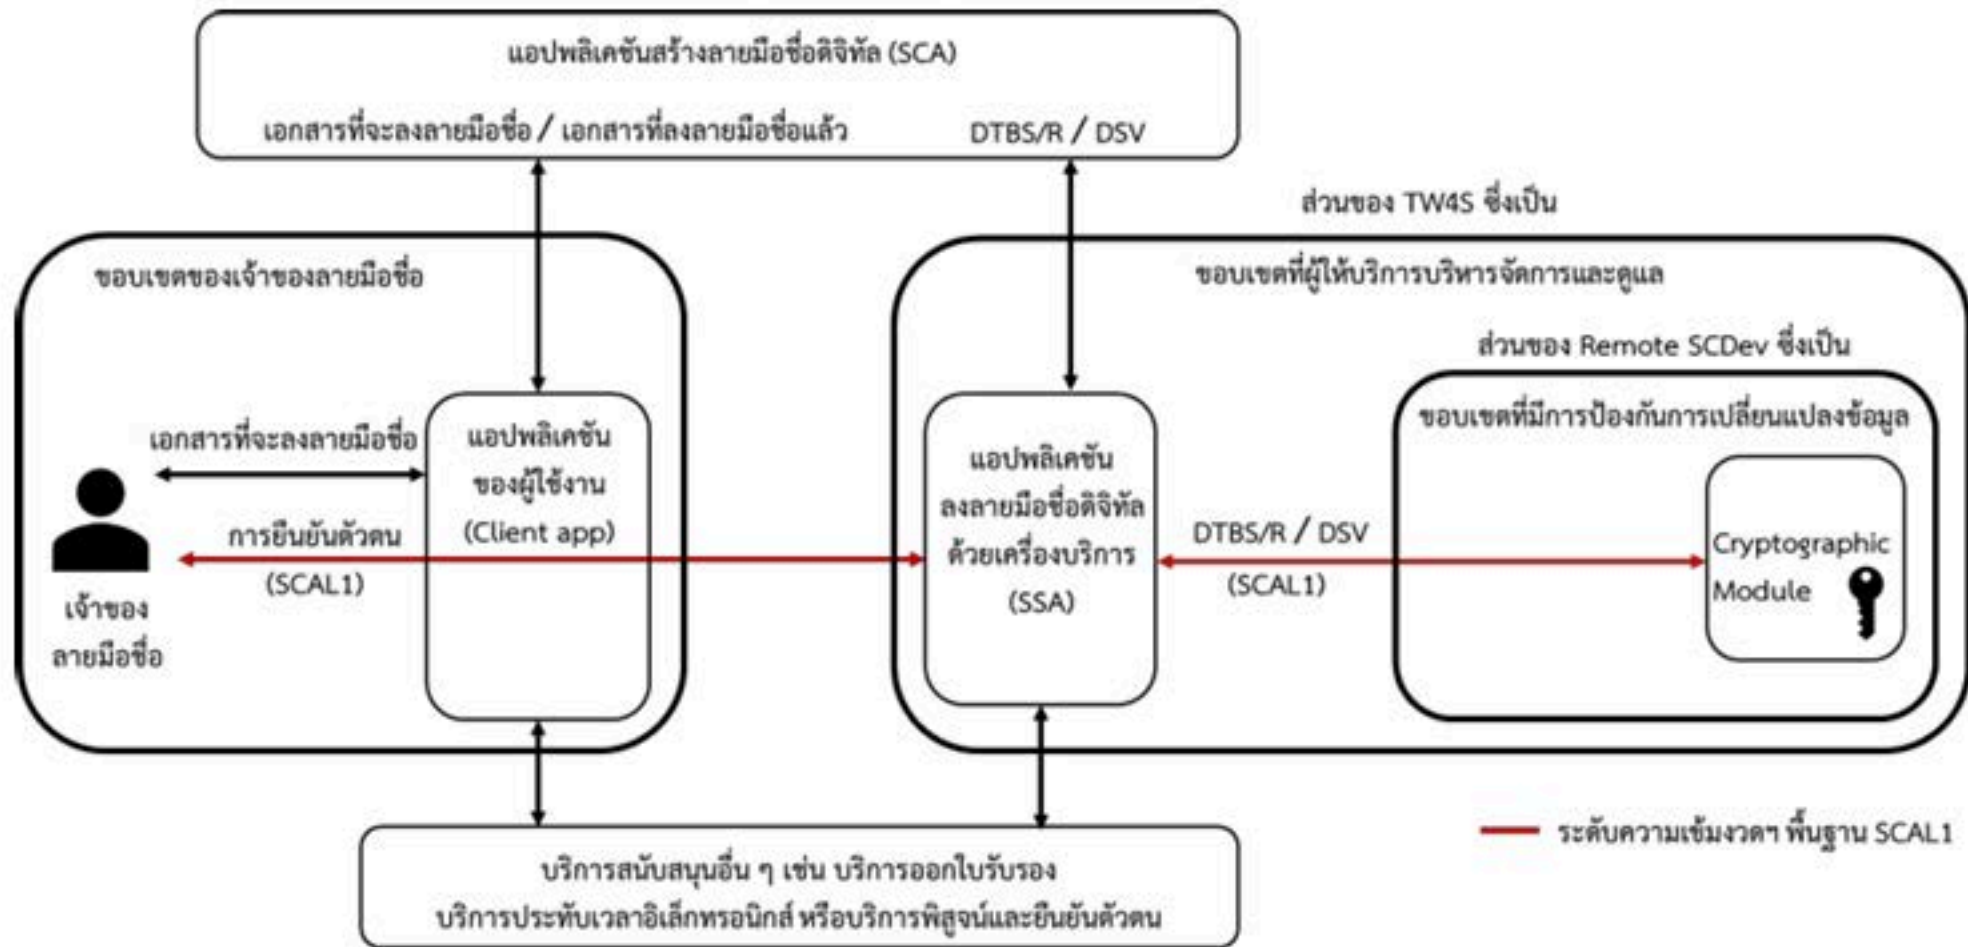 แอปพลิเคชันสร้างลายมือชื่อดิจิทัล (SCA)
เอกสารที่จะลงลายมือชื่อ / เอกสารที่ลงลายมือชื่อแล้ว
DTBS/R / DSV
ส่วนของ TW4S ซึ่งเป็น
ขอบเขตของเจ้าของลายมือชื่อ
ขอบเขตที่ผู้ให้บริการบริหารจัดการและดูแล
ส่วนของ Remote SCDev ซึ่งเป็น
ขอบเขตที่มีการป้องกันการเปลี่ยนแปลงข้อมูล
เอกสารที่จะลงลายมือชื่อ
การยืนยันตัวตน
(SCAL1)
เจ้าของ
ลายมือชื่อ
แอปพลิเคชัน
ของผู้ใช้งาน
(Client app)
แอปพลิเคชัน
ลงลายมือชื่อดิจิทัล
ด้วยเครื่องบริการ
(SSA)
DTBS/R / DSV
(SCAL1)
Cryptographic
Module
ระดับความเข้มงวดฯ พื้นฐาน SCAL1
บริการสนับสนุนอื่น ๆ เช่น บริการออกใบรับรอง
บริการประทับเวลาอิเล็กทรอนิกส์ หรือบริการพิสูจน์และยืนยันตัวตน